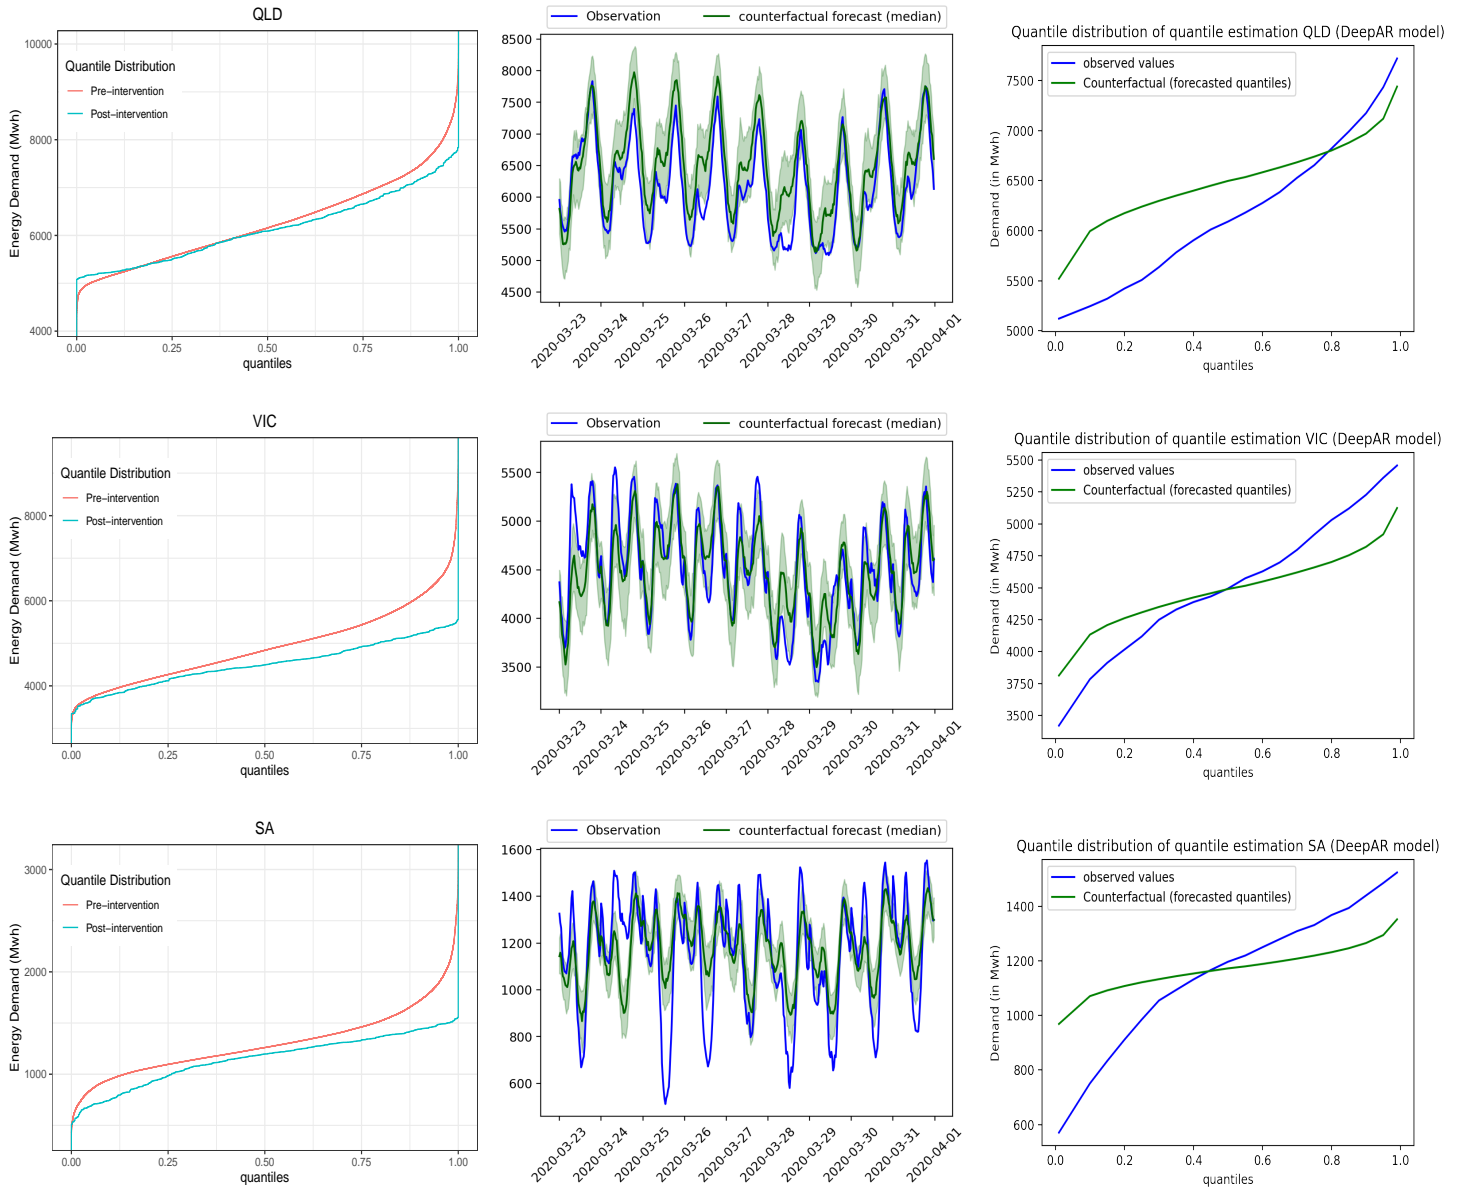 QLD
Energy Demand (Mwh)
10000
8000
6000
4000
Quantile Distribution
Pre−intervention
Post−intervention
0.00
0.25
0.50
0.75
1.00
quantiles
Observation
counterfactual forecast (median)
8500
8000
7500
7000
6500
6000
5500
5000
4500
2020-03-23
2020-03-24
2020-03-25
2020-03-26
2020-03-27
2020-03-28
2020-03-29
2020-03-30
2020-03-31
2020-04-01
Quantile distribution of quantile estimation QLD (DeepAR model)
observed values
Counterfactual (forecasted quantiles)
Demand (in Mwh)
7500
7000
6500
6000
5500
5000
0.0
0.2
0.4
0.6
0.8
1.0
quantiles
VIC
Energy Demand (Mwh)
8000
6000
4000
Quantile Distribution
Pre−intervention
Post−intervention
0.00
0.25
0.50
0.75
1.00
quantiles
Observation
counterfactual forecast (median)
5500
5000
4500
4000
3500
2020-03-23
2020-03-24
2020-03-25
2020-03-26
2020-03-27
2020-03-28
2020-03-29
2020-03-30
2020-03-31
2020-04-01
Quantile distribution of quantile estimation VIC (DeepAR model)
observed values
Counterfactual (forecasted quantiles)
Demand (in Mwh)
5500
5250
5000
4750
4500
4250
4000
3750
3500
0.0
0.2
0.4
0.6
0.8
1.0
quantiles
SA
Energy Demand (Mwh)
3000
2000
1000
Quantile Distribution
Pre−intervention
Post−intervention
0.00
0.25
0.50
0.75
1.00
quantiles
Observation
counterfactual forecast (median)
1600
1400
1200
1000
800
600
2020-03-23
2020-03-24
2020-03-25
2020-03-26
2020-03-27
2020-03-28
2020-03-29
2020-03-30
2020-03-31
2020-04-01
Quantile distribution of quantile estimation SA (DeepAR model)
observed values
Counterfactual (forecasted quantiles)
Demand (in Mwh)
1400
1200
1000
800
600
0.0
0.2
0.4
0.6
0.8
1.0
quantiles